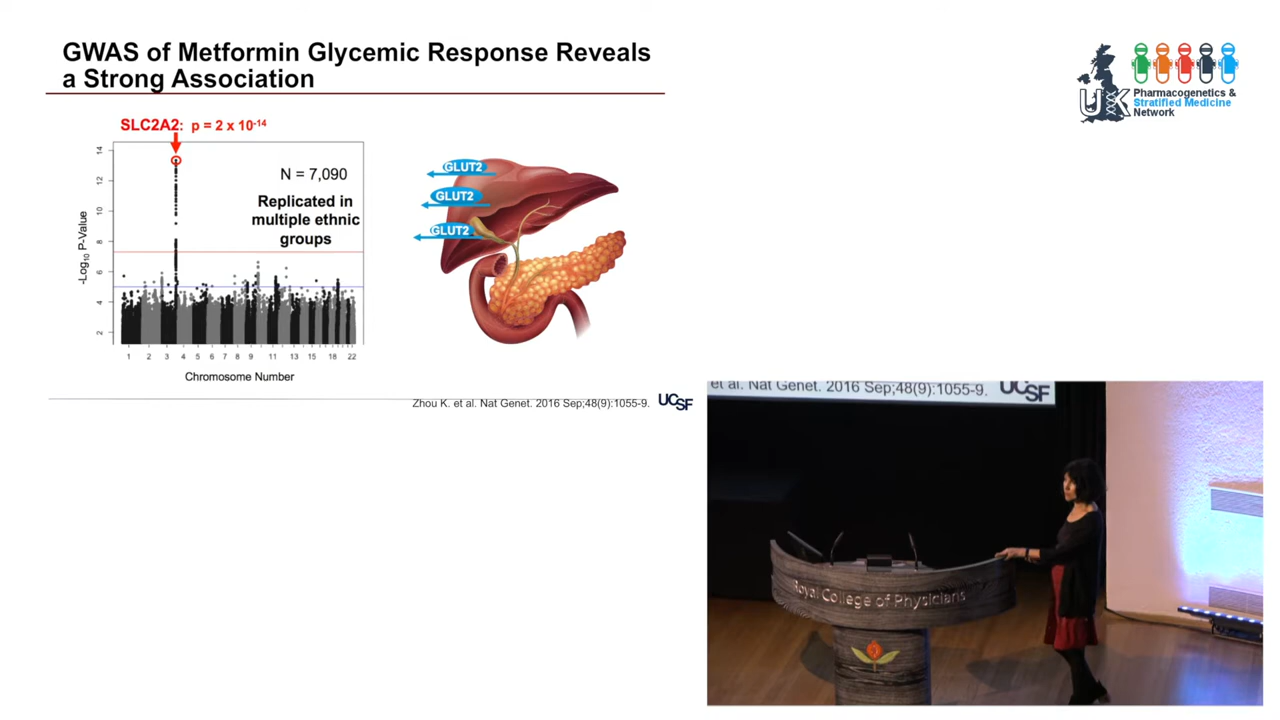 GWAS of Metformin Glycemic Response Reveals
a Strong Association
SLC2A2: p = 2 x 10-14
N = 7,090
Replicated in
multiple ethnic
groups
-Log10 P-Value
14
12
10
8
6
4
2
1 2 3 4 5 6 7 8 9 11 13 15 18 22
Chromosome Number
GLUT2
GLUT2
GLUT2
Zhou K. et al. Nat Genet. 2016 Sep;48(9):1055-9.
UCSF
UK
Pharmacogenetics &
Stratified Medicine
Network
et al. Nat Genet. 2016 Sep;48(9):1055-9.
UCSF
Royal College of Physicians